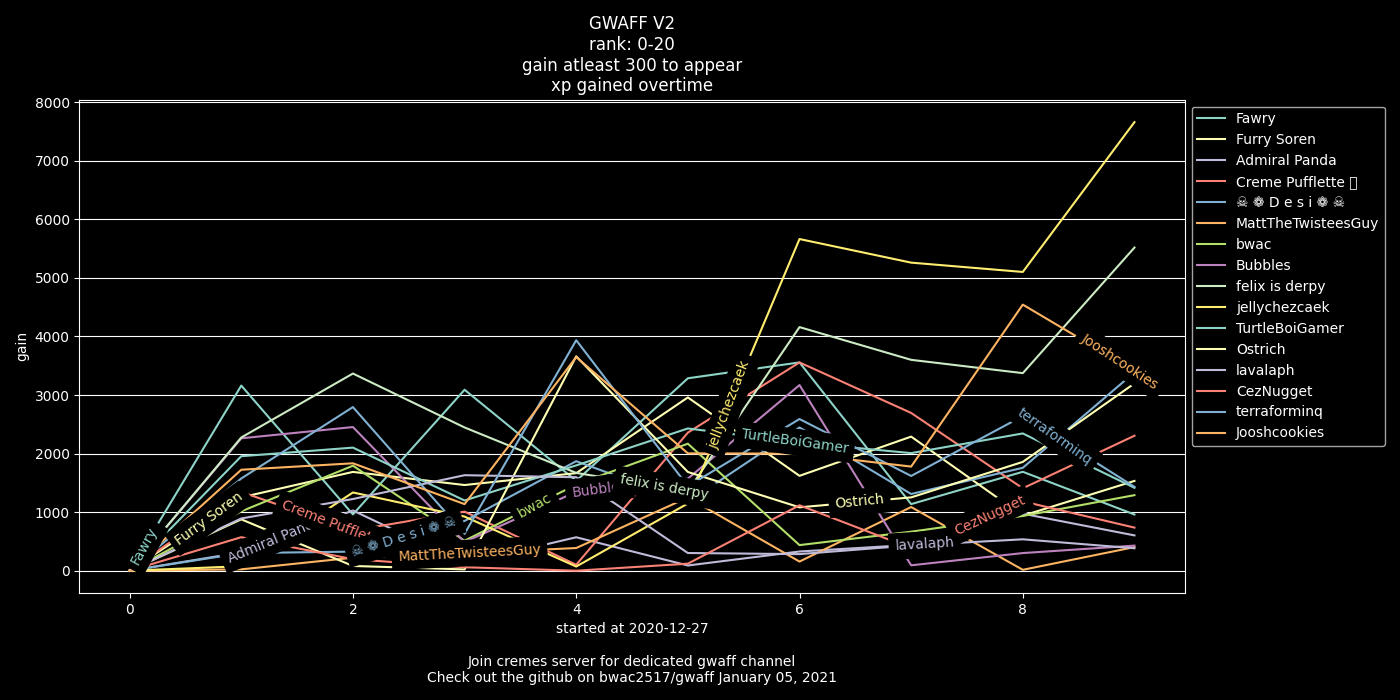 GWAFF V2
rank: 0-20
gain atleast 300 to appear
xp gained overtime
8000
7000
6000
5000
4000
3000
2000
1000
0
gain
0
2
4
6
8
started at 2020-12-27
Fawry
Furry Soren
Admiral Pan
Creme Puffle
☠ ❁ D e s i ❁ ☠
MattTheTwisteesGuy
bwac
Bubbl
felix is derpy
jellychezcaek
TurtleBoiGamer
Ostrich
lavalaph
CezNugget
terraforminq
Jooshcookies
Fawry
Furry Soren
Admiral Panda
Creme Pufflette
☠ ❁ D e s i ❁ ☠
MattTheTwisteesGuy
bwac
Bubbles
felix is derpy
jellychezcaek
TurtleBoiGamer
Ostrich
lavalaph
CezNugget
terraforminq
Jooshcookies
Join cremes server for dedicated gwaff channel
Check out the github on bwac2517/gwaff January 05, 2021